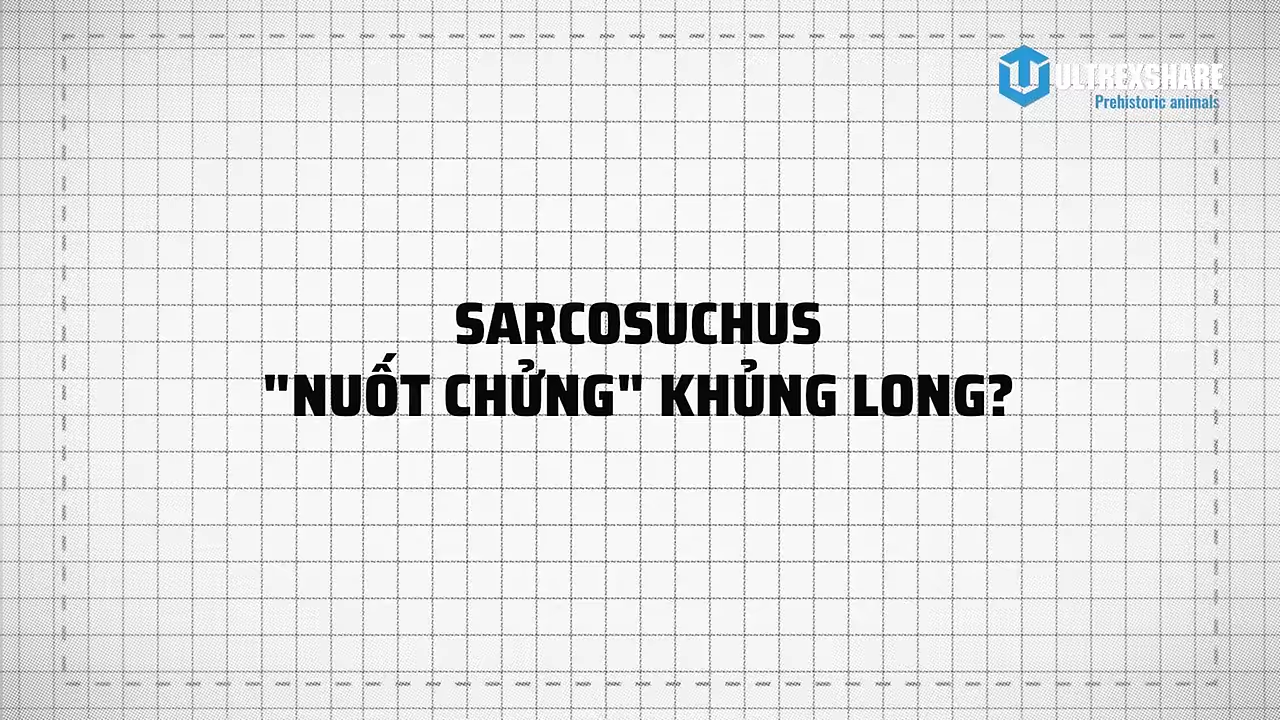 ULTREXSHARE
Prehistoric animals
SARCOSUCHUS
"NUỐT CHỬNG" KHỦNG LONG?